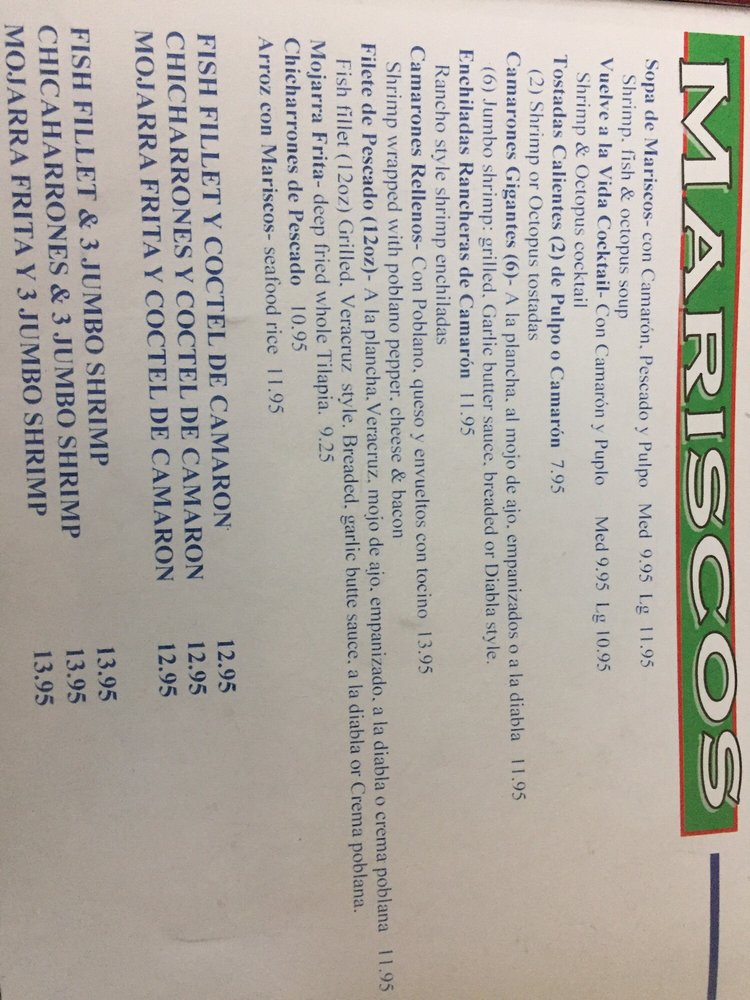 MARISCOS
Sopa de Mariscos- con Camarón, Pescado y Pulpo Med 9.95 Lg 11.95
Shrimp, fish & octopus soup
Vuelve a la Vida Cocktail- Con Camarón y Puplo Med 9.95 Lg 10.95
Shrimp & Octopus cocktail
Tostadas Calientes (2) de Pulpo o Camarón 7.95
(2) Shrimp or Octopus tostadas
Camarones Gigantes (6)- A la plancha, al mojo de ajo, empanizados o a la diabla 11.95
(6) Jumbo shrimp: grilled, Garlic butter sauce, breaded or Diabla style.
Enchiladas Rancheras de Camarón 11.95
Rancho style shrimp enchiladas
Camarones Rellenos- Con Poblano, queso y envueltos con tocino 13.95
Shrimp wrapped with poblano pepper, cheese & bacon
Filete de Pescado (12oz)- A la plancha,Veracruz, mojo de ajo, empanizado, a la diabla o crema poblana 11.95
Fish fillet (12oz) Grilled, Veracruz style, Breaded, garlic butte sauce, a la diabla or Crema poblana.
Mojarra Frita- deep fried whole Tilapia. 9.25
Chicharrones de Pescado 10.95
Arroz con Mariscos- seafood rice 11.95
FISH FILLET Y COCTEL DE CAMARON 12.95
CHICHARRONES Y COCTEL DE CAMARON 12.95
MOJARRA FRITA Y COCTEL DE CAMARON 12.95
FISH FILLET & 3 JUMBO SHRIMP 13.95
CHICAHARRONES & 3 JUMBO SHRIMP 13.95
MOJARRA FRITA Y 3 JUMBO SHRIMP 13.95